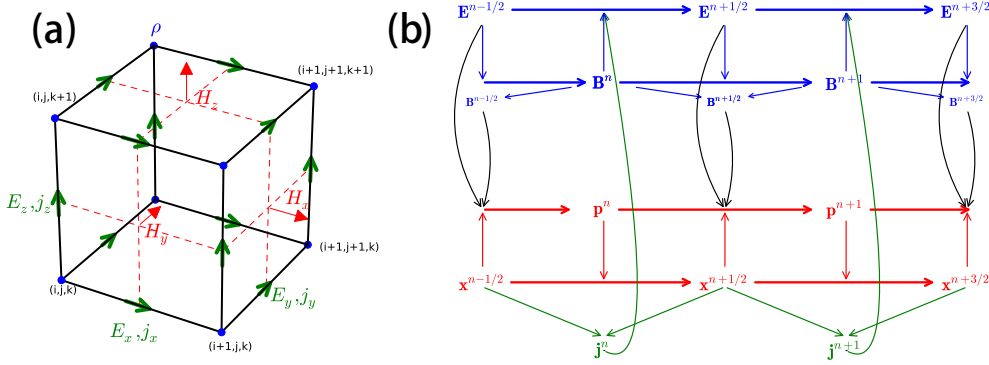 (a)
ρ
(i+1,j+1,k+1)
(i,j,k+1)
H_z
E_z,j_z
H_x
H_y
(i+1,j+1,k)
(i,j,k)
E_y,j_y
E_x,j_x
(i+1,j,k)
(b)
E^{n-1/2} E^{n+1/2} E^{n+3/2}
B^n B^{n+1}
B^{n-1/2} B^{n+1/2} B^{n+3/2}
p^n p^{n+1}
x^{n-1/2} x^{n+1/2} x^{n+3/2}
j^n j^{n+1}